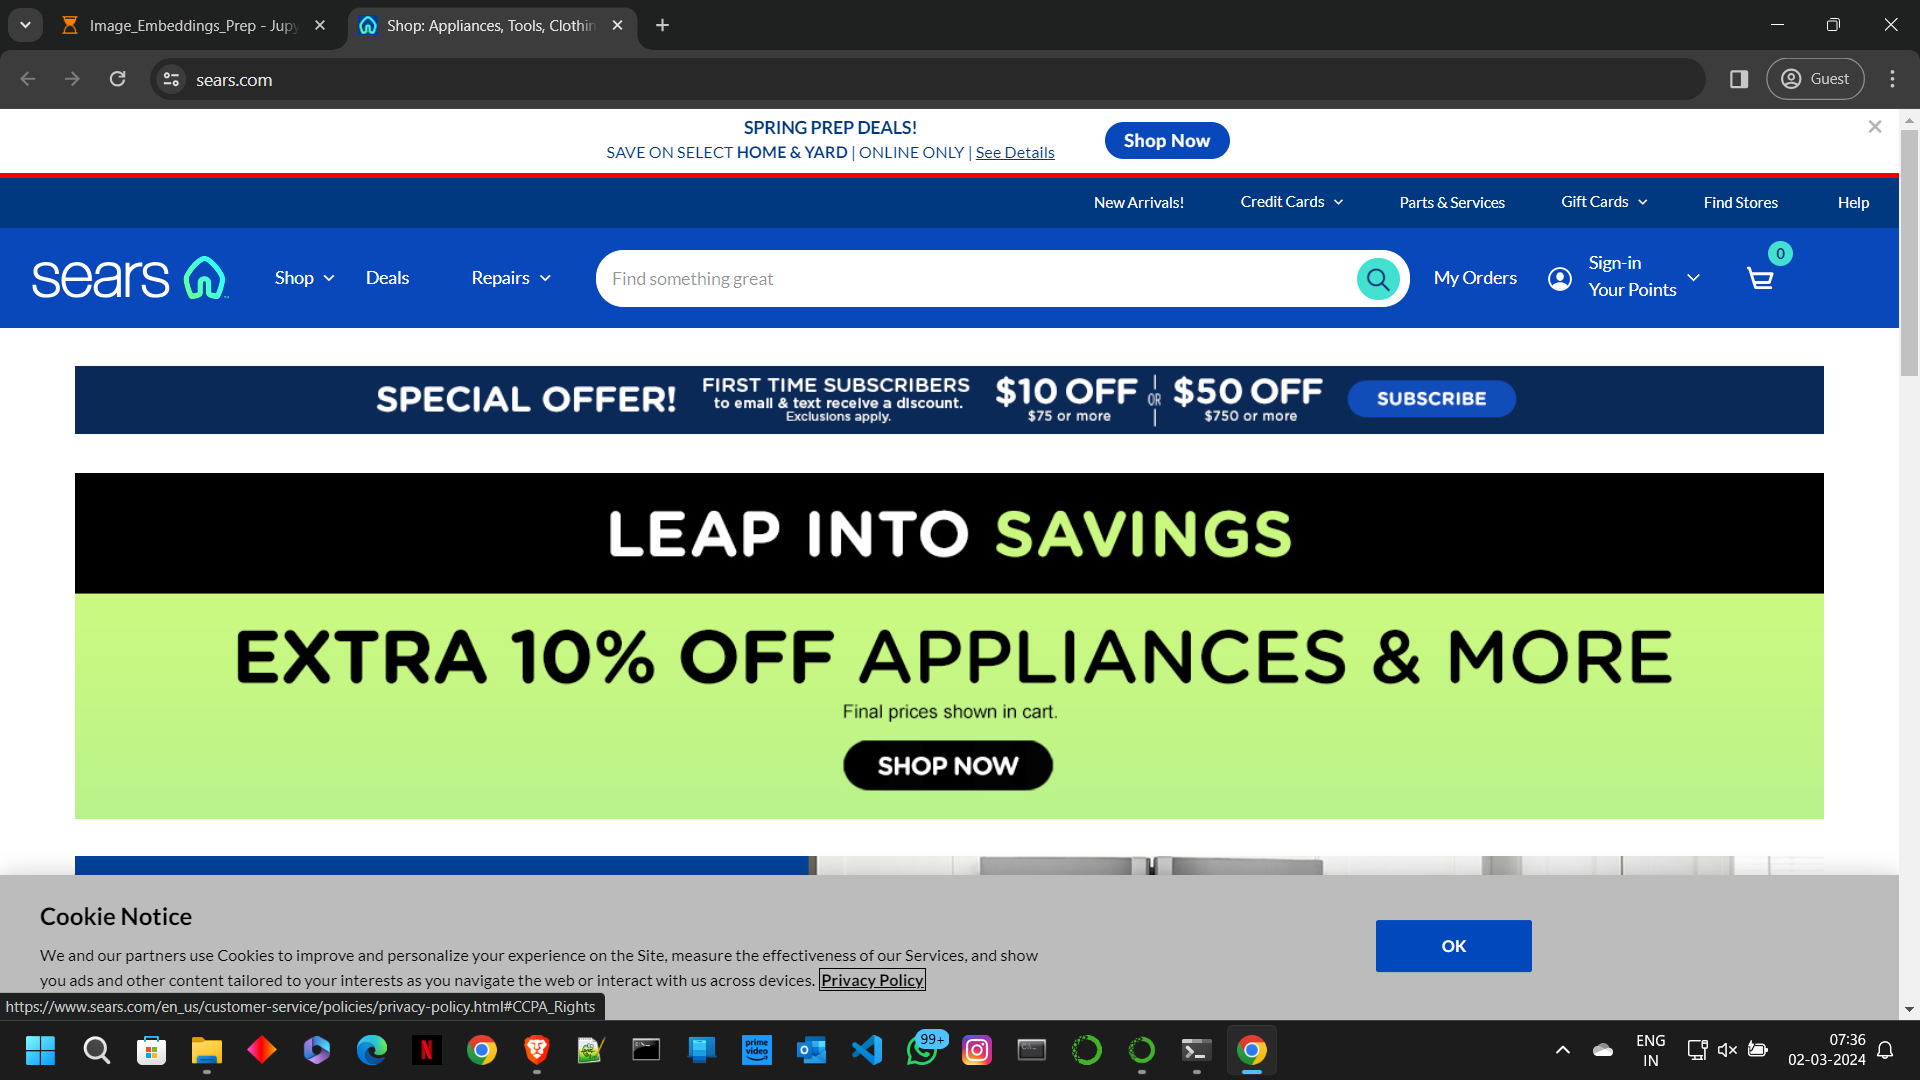 Image_Embeddings_Prep - Jupy
Shop: Appliances, Tools, Clothin
sears.com
Guest
SPRING PREP DEALS!
SAVE ON SELECT HOME & YARD | ONLINE ONLY | See Details
Shop Now
New Arrivals!
Credit Cards
Parts & Services
Gift Cards
Find Stores
Help
sears
Shop
Deals
Repairs
Find something great
My Orders
Sign-in
Your Points
0
SPECIAL OFFER!
FIRST TIME SUBSCRIBERS
to email & text receive a discount.
Exclusions apply.
$10 OFF
$75 or more
OR
$50 OFF
$750 or more
SUBSCRIBE
LEAP INTO SAVINGS
EXTRA 10% OFF APPLIANCES & MORE
Final prices shown in cart.
SHOP NOW
Cookie Notice
We and our partners use Cookies to improve and personalize your experience on the Site, measure the effectiveness of our Services, and show
you ads and other content tailored to your interests as you navigate the web or interact with us across devices. Privacy Policy
OK
https://www.sears.com/en_us/customer-service/policies/privacy-policy.html#CCPA_Rights
N
prime
video
99+
ENG
IN
07:36
02-03-2024